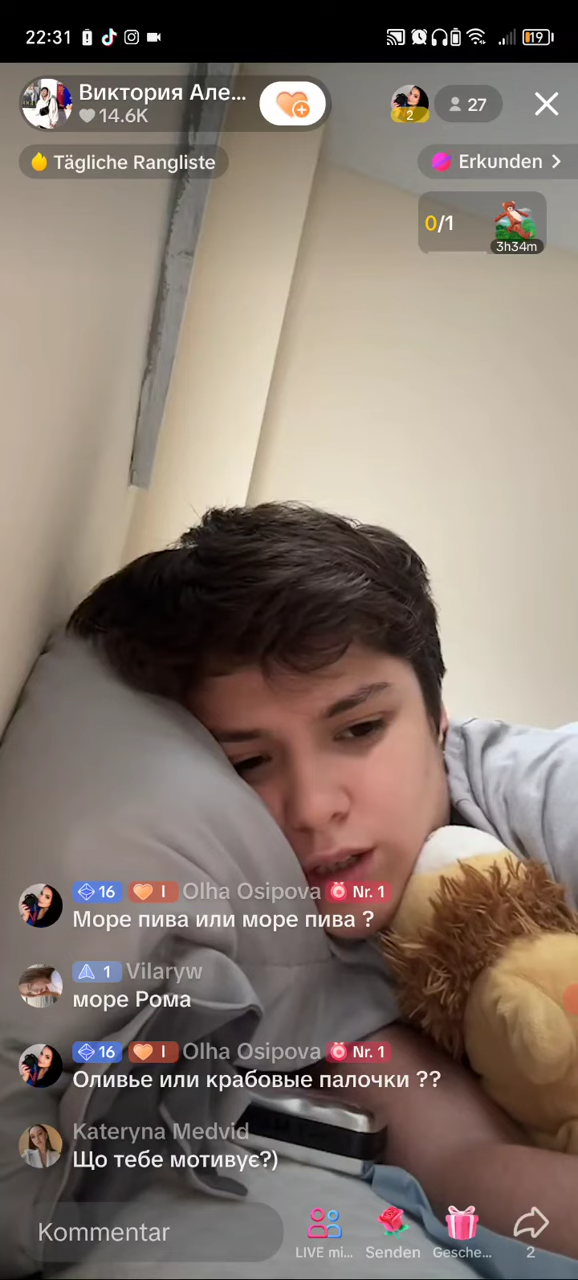 22:31
19
Виктория Але...
14.6K
2
27
Tägliche Rangliste
Erkunden
0/1
3h34m
16 I Olha Osipova Nr. 1
Море пива или море пива ?
1 Vilaryw
море Рома
16 I Olha Osipova Nr. 1
Оливье или крабовые палочки ??
Kateryna Medvid
Що тебе мотивує?)
Kommentar
LIVE mi...
Senden
Gesche...
2